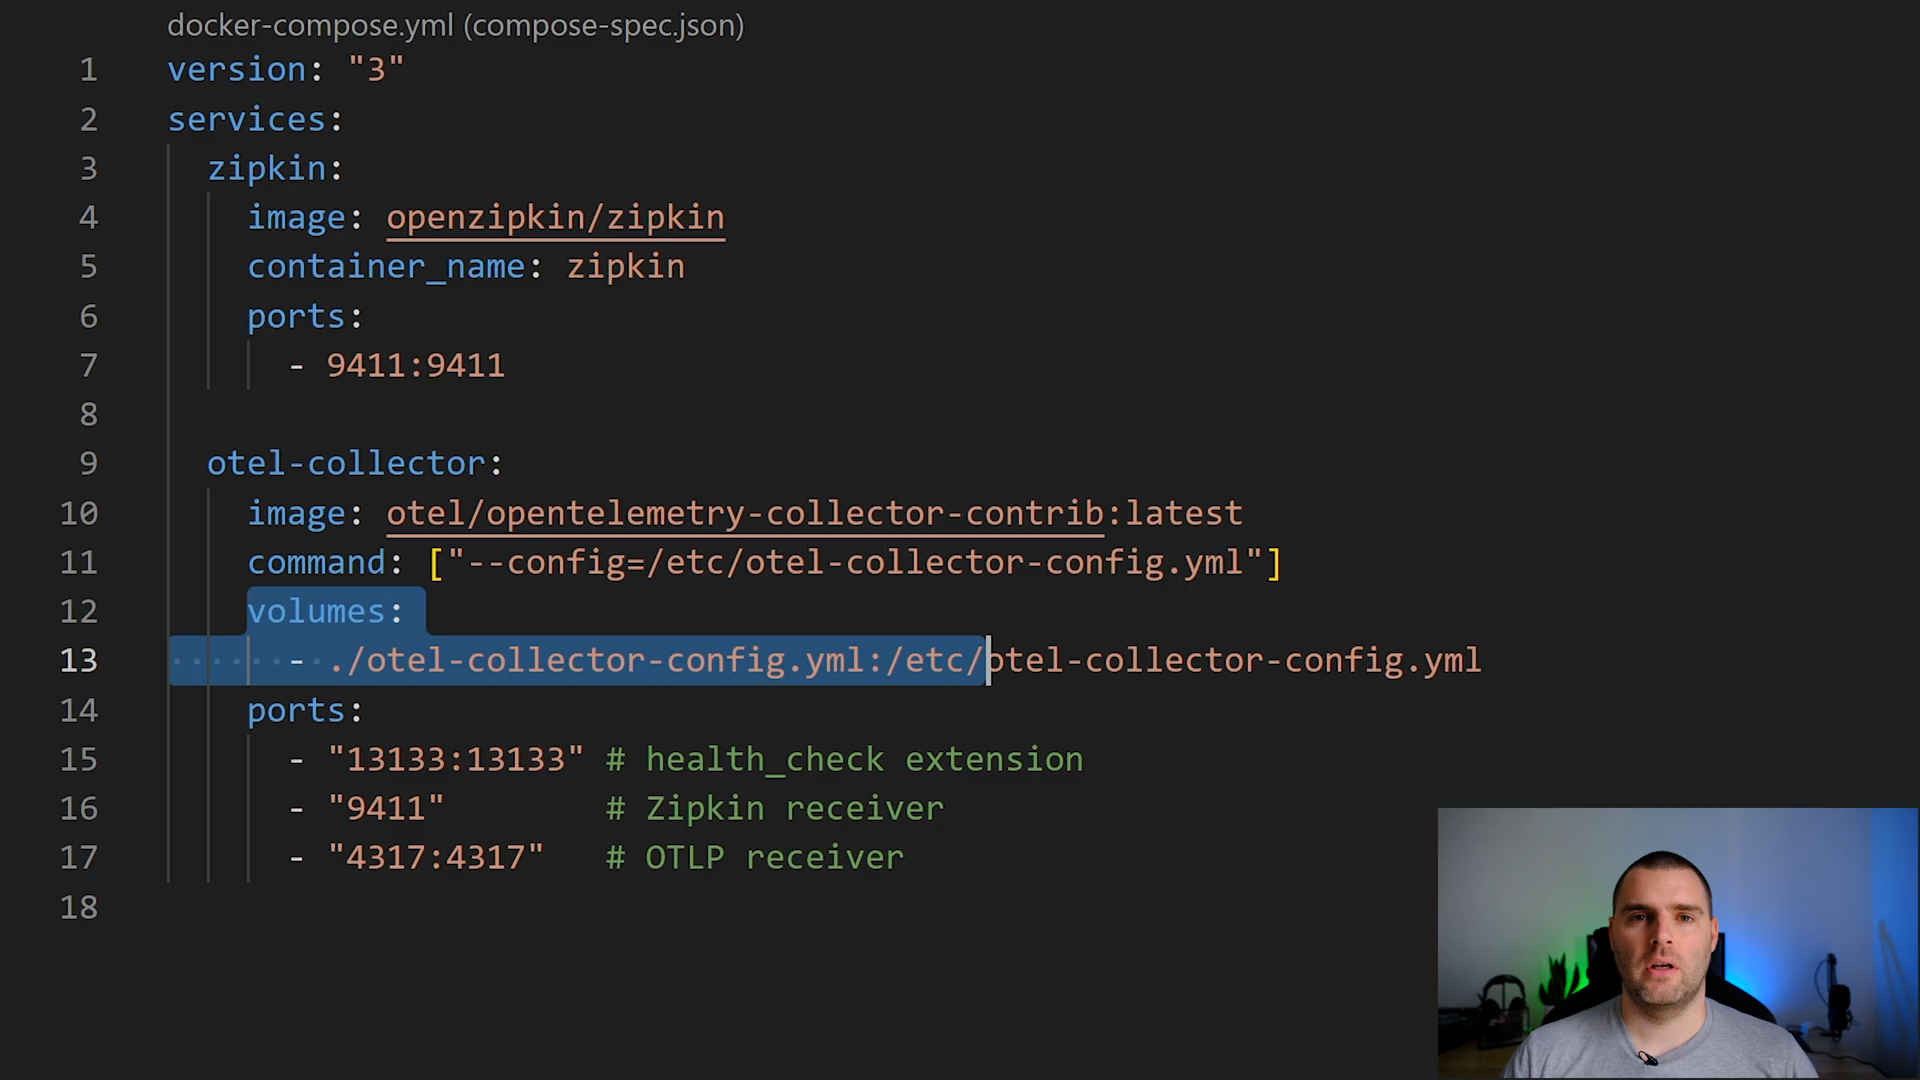 docker-compose.yml (compose-spec.json)
1 version: "3"
2 services:
3 zipkin:
4 image: openzipkin/zipkin
5 container_name: zipkin
6 ports:
7 - 9411:9411
8
9 otel-collector:
10 image: otel/opentelemetry-collector-contrib:latest
11 command: ["--config=/etc/otel-collector-config.yml"]
12 volumes:
13 - ./otel-collector-config.yml:/etc/otel-collector-config.yml
14 ports:
15 - "13133:13133" # health_check extension
16 - "9411" # Zipkin receiver
17 - "4317:4317" # OTLP receiver
18